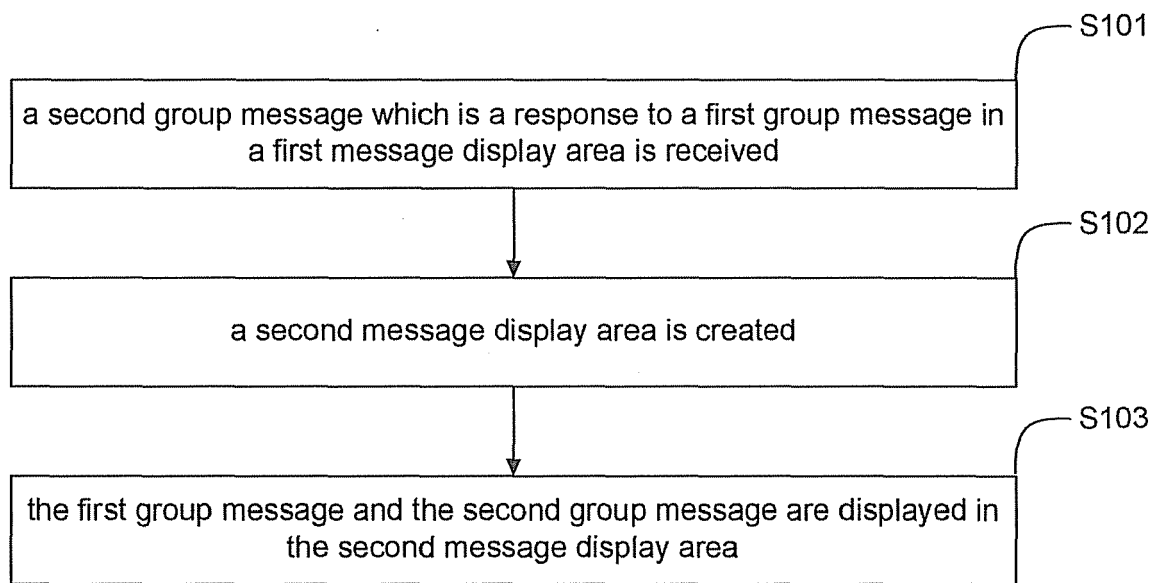 S101
a second group message which is a response to a first group message in
a first message display area is received
S102
a second message display area is created
S103
the first group message and the second group message are displayed in
the second message display area